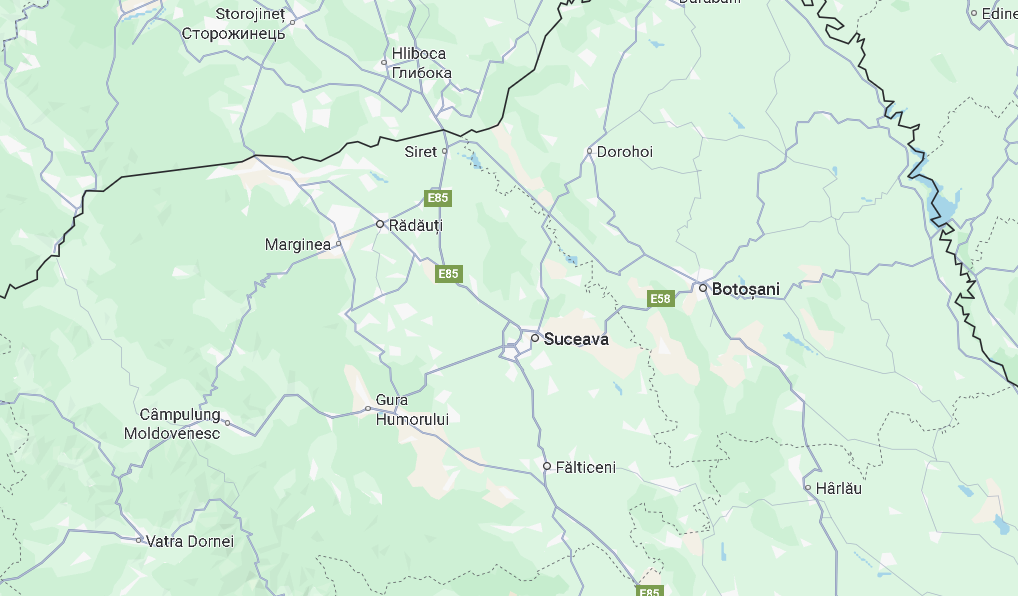 Storojineț
Сторожинець
Edine
Hliboca
Глибока
Siret
Dorohoi
E85
Rădăuți
Marginea
E85
Botoșani
E58
Suceava
Gura
Humorului
Câmpulung
Moldovenesc
Fălticeni
Hârlău
Vatra Dornei
E85